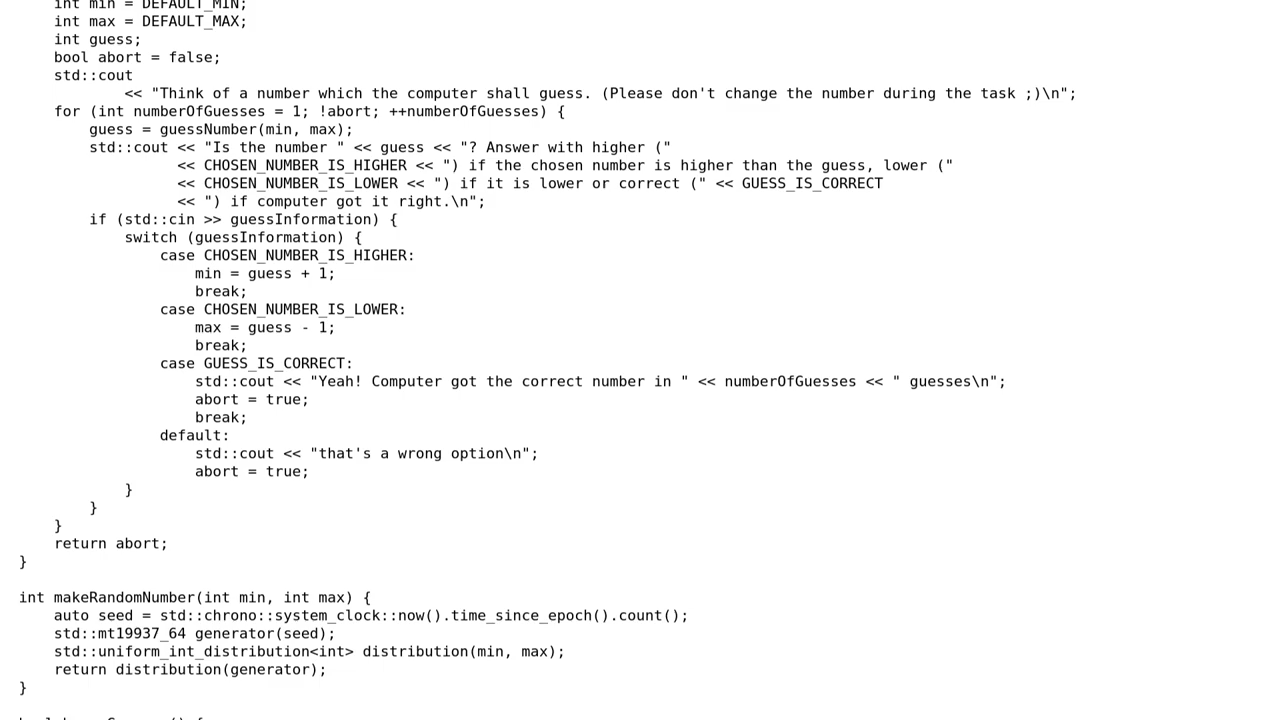 int min = DEFAULT_MIN;
    int max = DEFAULT_MAX;
    int guess;
    bool abort = false;
    std::cout
            << "Think of a number which the computer shall guess. (Please don't change the number during the task ;)\n";
    for (int numberOfGuesses = 1; !abort; ++numberOfGuesses) {
        guess = guessNumber(min, max);
        std::cout << "Is the number " << guess << "? Answer with higher ("
                  << CHOSEN_NUMBER_IS_HIGHER << ") if the chosen number is higher than the guess, lower ("
                  << CHOSEN_NUMBER_IS_LOWER << ") if it is lower or correct (" << GUESS_IS_CORRECT
                  << ") if computer got it right.\n";
        if (std::cin >> guessInformation) {
            switch (guessInformation) {
                case CHOSEN_NUMBER_IS_HIGHER:
                    min = guess + 1;
                    break;
                case CHOSEN_NUMBER_IS_LOWER:
                    max = guess - 1;
                    break;
                case GUESS_IS_CORRECT:
                    std::cout << "Yeah! Computer got the correct number in " << numberOfGuesses << " guesses\n";
                    abort = true;
                    break;
                default:
                    std::cout << "that's a wrong option\n";
                    abort = true;
            }
        }
    }
    return abort;
}

int makeRandomNumber(int min, int max) {
    auto seed = std::chrono::system_clock::now().time_since_epoch().count();
    std::mt19937_64 generator(seed);
    std::uniform_int_distribution<int> distribution(min, max);
    return distribution(generator);
}